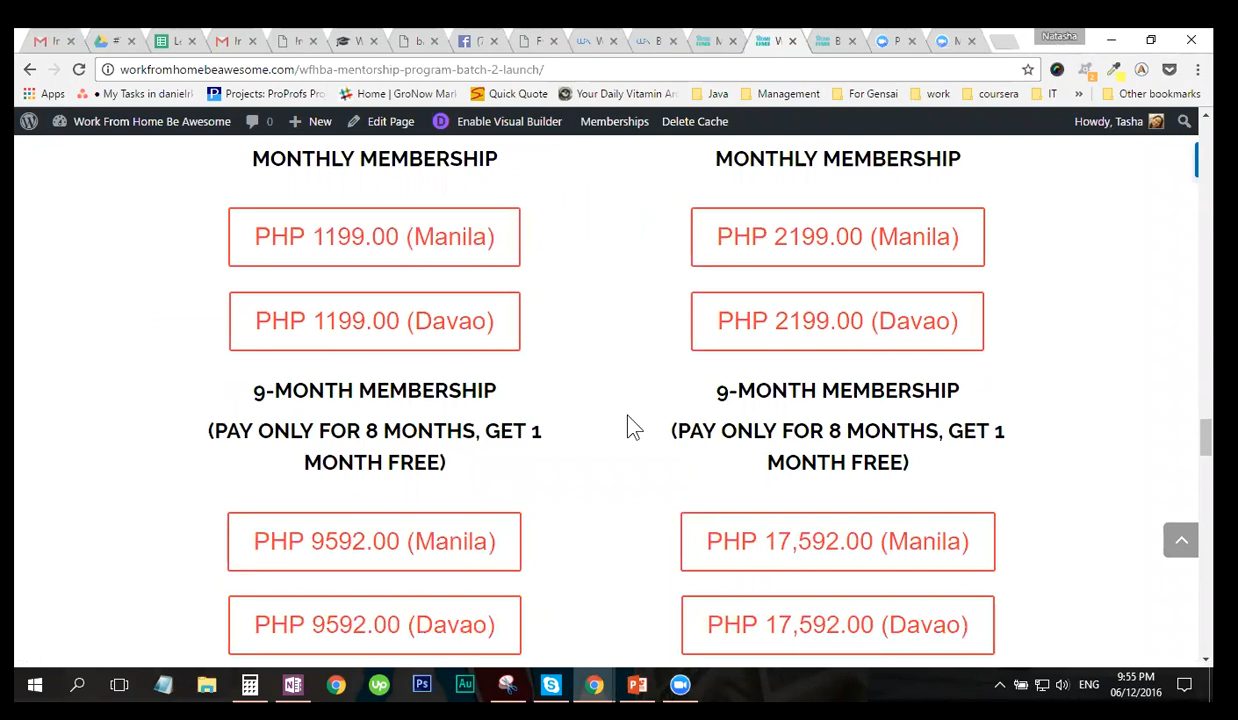 Natasha
M Ir
#
Le
M Ir
Ir
W
b
f (
F
V
B
M
V
B
P
M
workfromhomebeawesome.com/wfhba-mentorship-program-batch-2-launch/
Apps
• My Tasks in danielr
Projects: ProProfs Pro
Home | GroNow Mark
Quick Quote
Your Daily Vitamin
Java
Management
For Gensai
work
coursera
IT
»
Other bookmarks
Work From Home Be Awesome
0
New
Edit Page
Enable Visual Builder
Memberships
Delete Cache
Howdy, Tasha
MONTHLY MEMBERSHIP
MONTHLY MEMBERSHIP
PHP 1199.00 (Manila)
PHP 2199.00 (Manila)
PHP 1199.00 (Davao)
PHP 2199.00 (Davao)
9-MONTH MEMBERSHIP
9-MONTH MEMBERSHIP
(PAY ONLY FOR 8 MONTHS, GET 1
(PAY ONLY FOR 8 MONTHS, GET 1
MONTH FREE)
MONTH FREE)
PHP 9592.00 (Manila)
PHP 17,592.00 (Manila)
PHP 9592.00 (Davao)
PHP 17,592.00 (Davao)
ENG
9:55 PM
06/12/2016